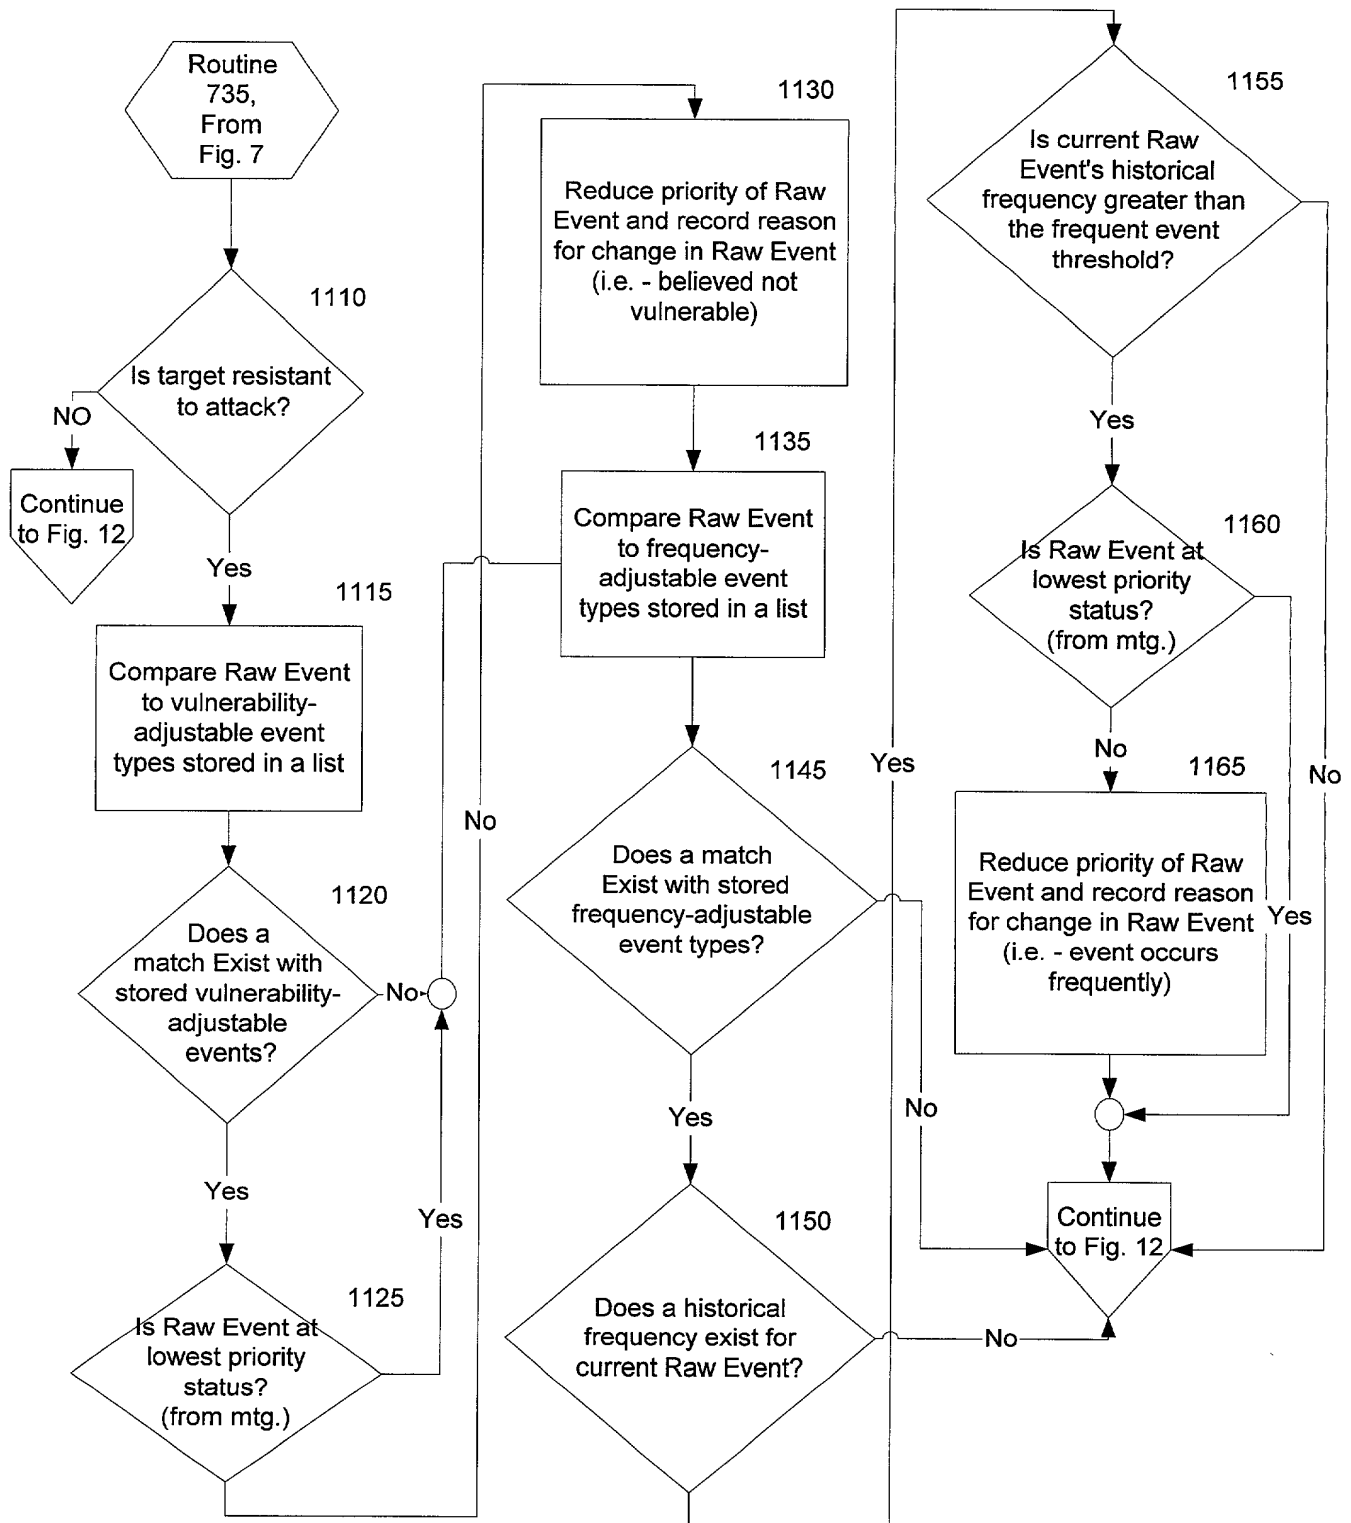 Routine
735,
From
Fig. 7
1110
Is target resistant
to attack?
NO
Continue
to Fig. 12
Yes
1115
Compare Raw Event
to vulnerability-
adjustable event
types stored in a list
1120
Does a
match Exist with
stored vulnerability-
adjustable
events?
No
Yes
Yes
1125
Is Raw Event at
lowest priority
status?
(from mtg.)
No
1130
Reduce priority of Raw
Event and record reason
for change in Raw Event
(i.e. - believed not
vulnerable)
1135
Compare Raw Event
to frequency-
adjustable event
types stored in a list
1145
Does a match
Exist with stored
frequency-adjustable
event types?
No
Yes
1150
Does a historical
frequency exist for
current Raw Event?
No
Yes
1155
Is current Raw
Event's historical
frequency greater than
the frequent event
threshold?
Yes
No
1160
Is Raw Event at
lowest priority
status?
(from mtg.)
No
Yes
1165
Reduce priority of Raw
Event and record reason
for change in Raw Event
(i.e. - event occurs
frequently)
Continue
to Fig. 12